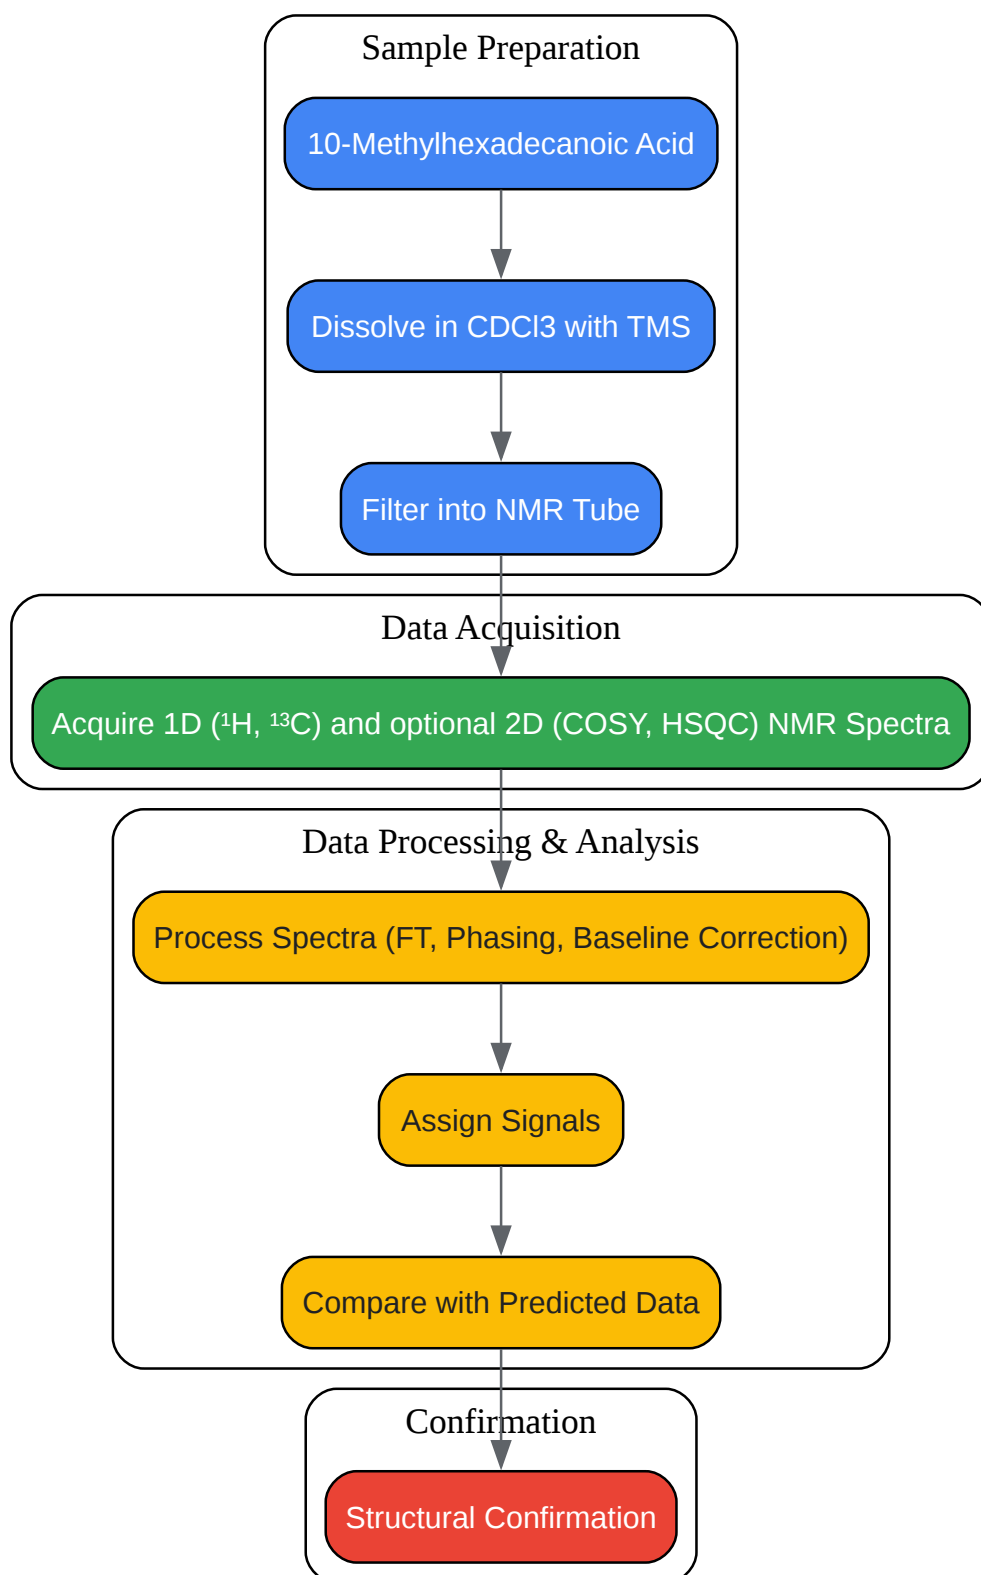 Sample Preparation
10-Methylhexadecanoic Acid
Dissolve in CDCl3 with TMS
Filter into NMR Tube
Data Acquisition
Acquire 1D (¹H, ¹³C) and optional 2D (COSY, HSQC) NMR Spectra
Data Processing & Analysis
Process Spectra (FT, Phasing, Baseline Correction)
Assign Signals
Compare with Predicted Data
Confirmation
Structural Confirmation